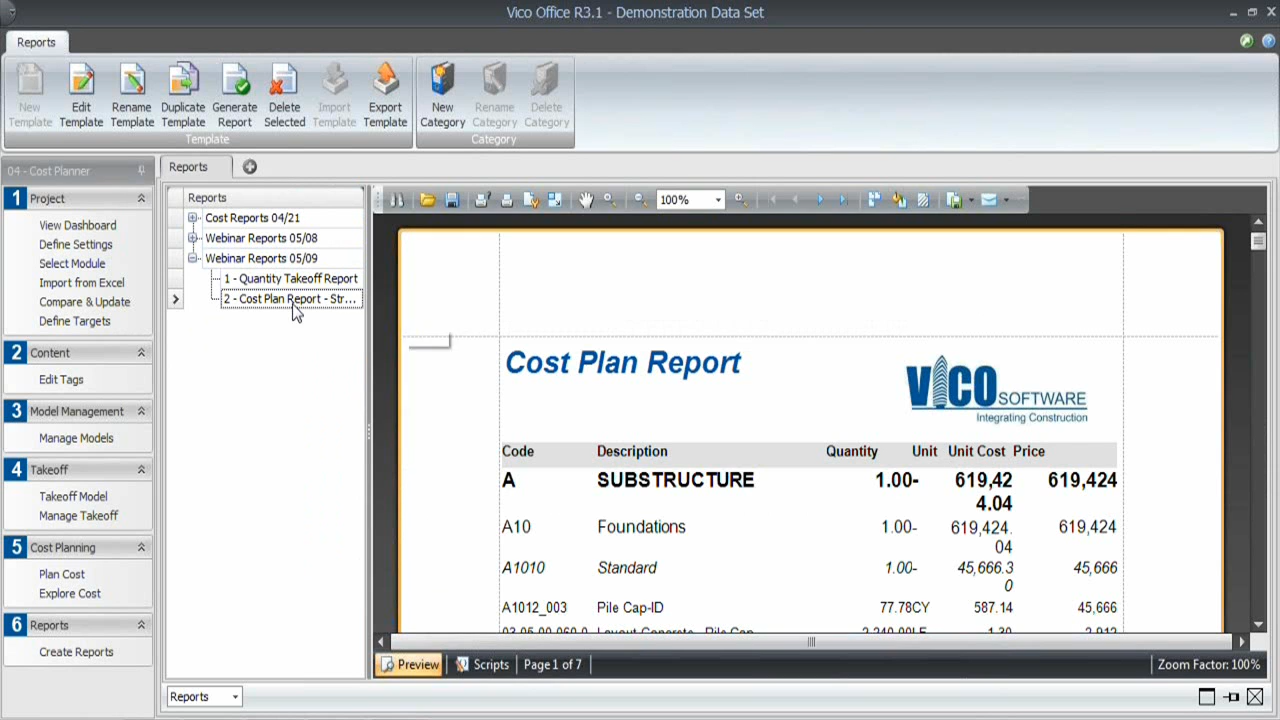 Vico Office R3.1 - Demonstration Data Set
Reports
New Template
Edit Template
Rename Template
Duplicate Template
Generate Report
Delete Selected
Import Template
Export Template
New Category
Rename Category
Delete Category
Template
Category
04 - Cost Planner
1 Project
View Dashboard
Define Settings
Select Module
Import from Excel
Compare & Update
Define Targets
2 Content
Edit Tags
3 Model Management
Manage Models
4 Takeoff
Takeoff Model
Manage Takeoff
5 Cost Planning
Plan Cost
Explore Cost
6 Reports
Create Reports
Reports
Reports
Cost Reports 04/21
Webinar Reports 05/08
Webinar Reports 05/09
1 - Quantity Takeoff Report
2 - Cost Plan Report - Str...
100%
Cost Plan Report
VICO SOFTWARE
Integrating Construction
Code Description Quantity Unit Unit Cost Price
A SUBSTRUCTURE 1.00- 619,42 619,424
4.04
A10 Foundations 1.00- 619,424. 619,424
04
A1010 Standard 1.00- 45,666.3 45,666
0
A1012_003 Pile Cap-ID 77.78CY 587.14 45,666
Preview Scripts Page 1 of 7 Zoom Factor: 100%
Reports